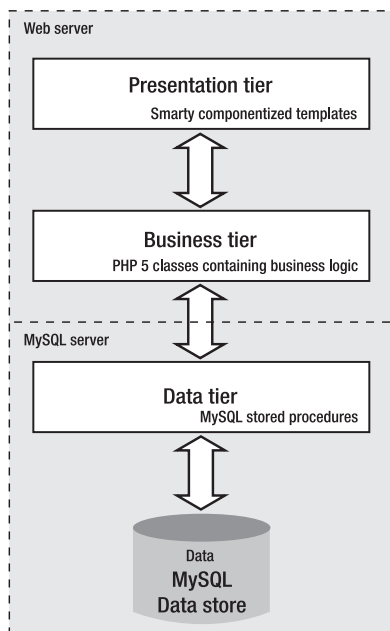 Web server
Presentation tier
Smarty componentized templates
Business tier
PHP 5 classes containing business logic
MySQL server
Data tier
MySQL stored procedures
Data
MySQL
Data store